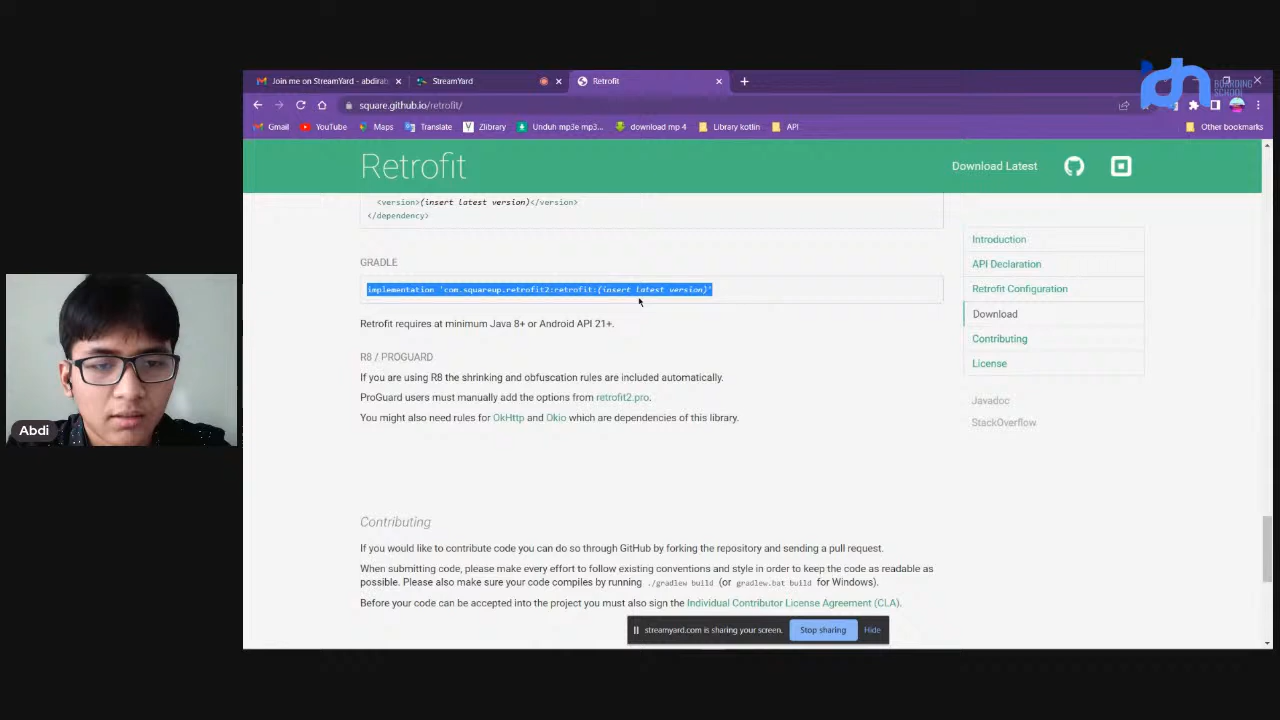 Join me on StreamYard - abdirat
StreamYard
Retrofit
square.github.io/retrofit/
Gmail
YouTube
Maps
Translate
Zlibrary
Unduh mp3e mp3...
download mp 4
Library kotlin
API
Other bookmarks
BOARDING
SCHOOL
Retrofit
Download Latest
<version>(insert latest version)</version>
</dependency>
GRADLE
implementation 'com.squareup.retrofit2:retrofit:(insert latest version)'
Retrofit requires at minimum Java 8+ or Android API 21+.
R8 / PROGUARD
If you are using R8 the shrinking and obfuscation rules are included automatically.
ProGuard users must manually add the options from retrofit2.pro.
You might also need rules for OkHttp and Okio which are dependencies of this library.
Contributing
If you would like to contribute code you can do so through GitHub by forking the repository and sending a pull request.
When submitting code, please make every effort to follow existing conventions and style in order to keep the code as readable as
possible. Please also make sure your code compiles by running ./gradlew build (or gradlew.bat build for Windows).
Before your code can be accepted into the project you must also sign the Individual Contributor License Agreement (CLA).
Introduction
API Declaration
Retrofit Configuration
Download
Contributing
License
Javadoc
StackOverflow
streamyard.com is sharing your screen.
Stop sharing
Hide
Abdi